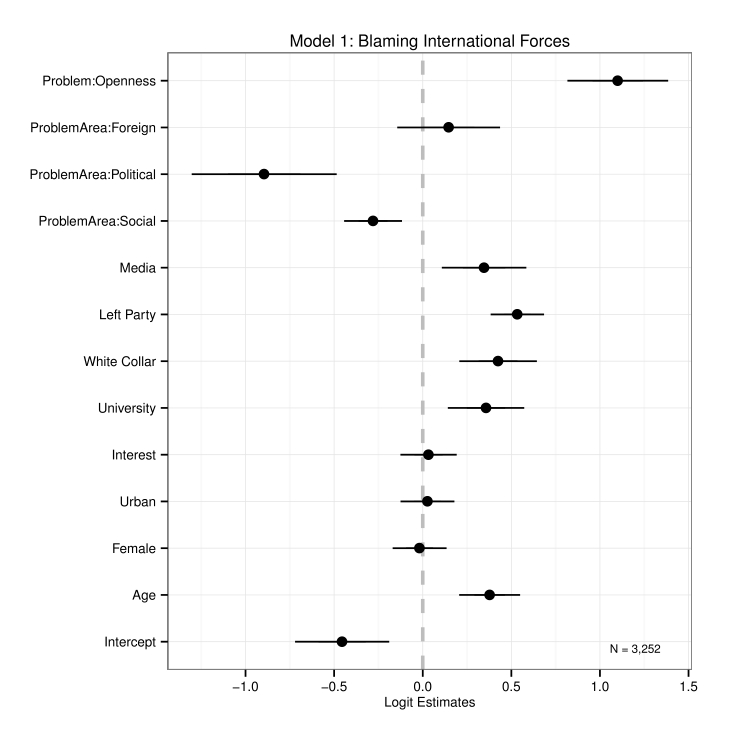 Model 1: Blaming International Forces
Problem:Openness
ProblemArea:Foreign
ProblemArea:Political
ProblemArea:Social
Media
Left Party
White Collar
University
Interest
Urban
Female
Age
Intercept
N = 3,252
−1.0 −0.5 0.0 0.5 1.0 1.5
Logit Estimates